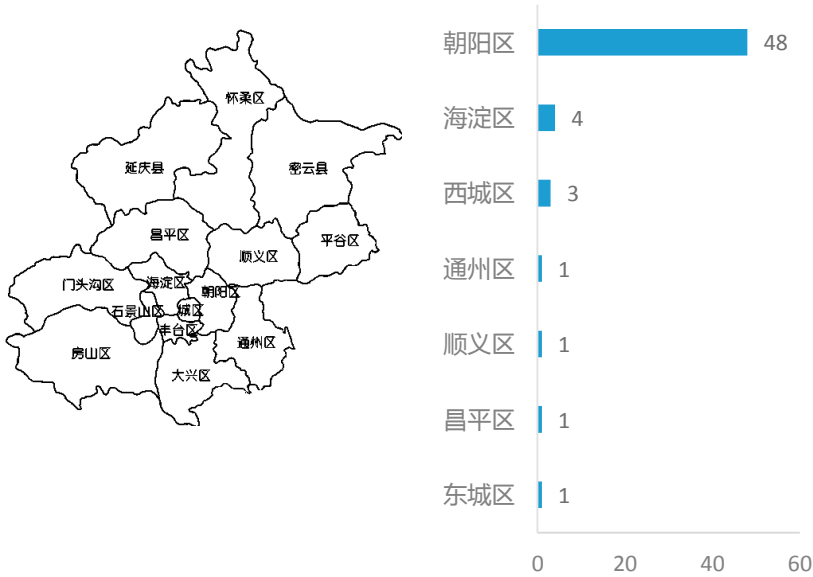 怀柔区
延庆县
密云县
昌平区
顺义区
平谷区
门头沟区
海淀区
朝阳区
石景山区
城区
丰台区
房山区
通州区
大兴区
朝阳区 48
海淀区 4
西城区 3
通州区 1
顺义区 1
昌平区 1
东城区 1
0 20 40 60